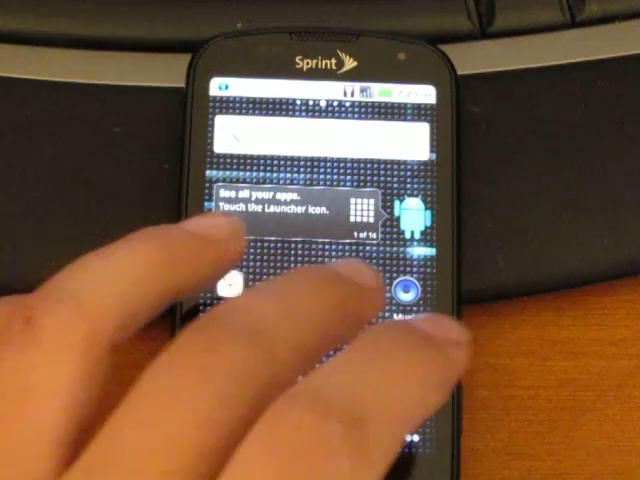 Sprint
See all your apps.
Touch the Launcher icon.
1 of 14